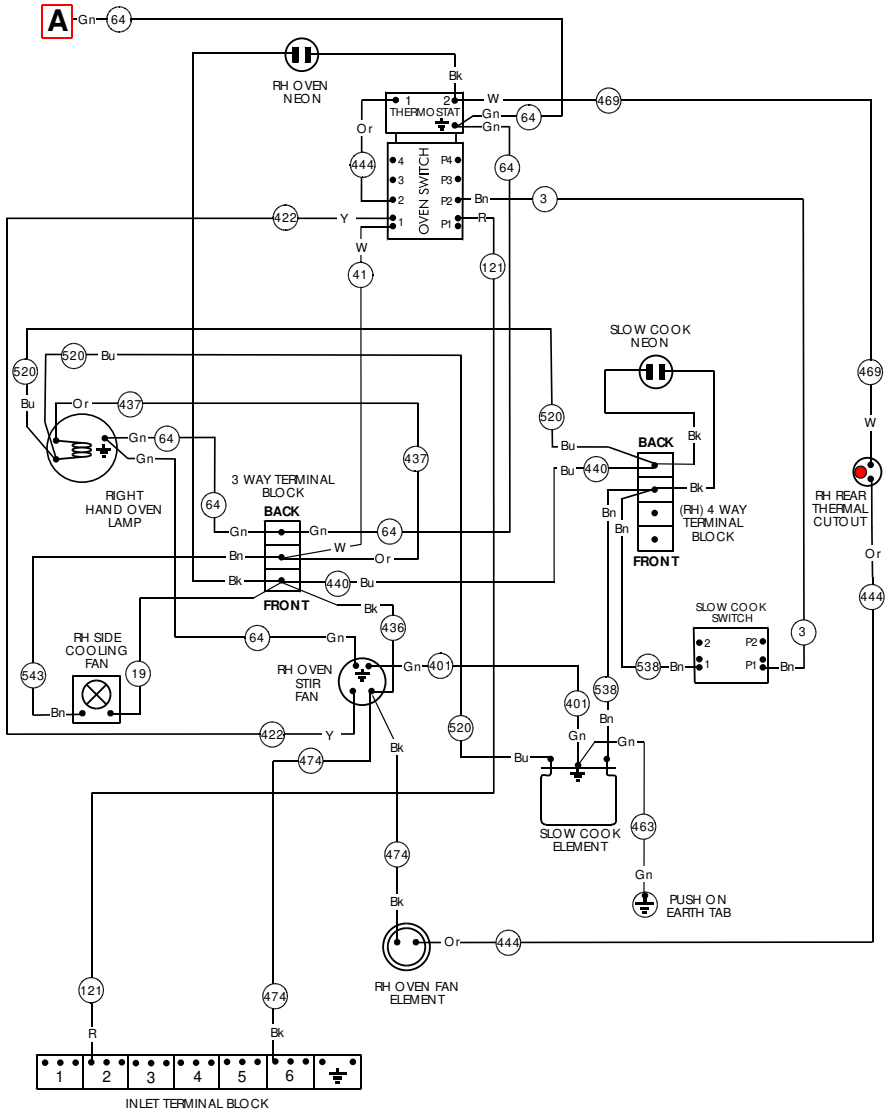 A
Gn
64
RH OVEN
NEON
Bk
1
2
THERMOSTAT
W
469
Gn
64
Gn
Or
444
64
4
3
2
1
OVEN SWITCH
P4
P3
P2
P1
Bn
3
R
422
Y
W
41
121
SLOW COOK
NEON
520
520
Bu
Bu
469
Or
437
520
W
Gn
64
Gn
437
Bu
BACK
Bk
Bu
440
RIGHT
HAND OVEN
LAMP
3 WAY TERMINAL
BLOCK
BACK
64
Gn
Gn
64
Bk
Bn
Bn
(RH) 4 WAY
TERMINAL
BLOCK
FRONT
RH REAR
THERMAL
CUTOUT
Bn
W
Or
Or
Bk
440
Bu
FRONT
Bk
444
436
SLOW COOK
SWITCH
2
1
P2
P1
3
RH SIDE
COOLING
FAN
64
Gn
Gn
401
538
Bn
Bn
543
19
RH OVEN
STIR
FAN
538
401
Bn
Bn
422
Y
520
Gn
Gn
474
Bk
Bu
463
SLOW COOK
ELEMENT
474
Gn
Bk
PUSH ON
EARTH TAB
Or
444
RH OVEN FAN
ELEMENT
121
474
R
Bk
1
2
3
4
5
6
INLET TERMINAL BLOCK